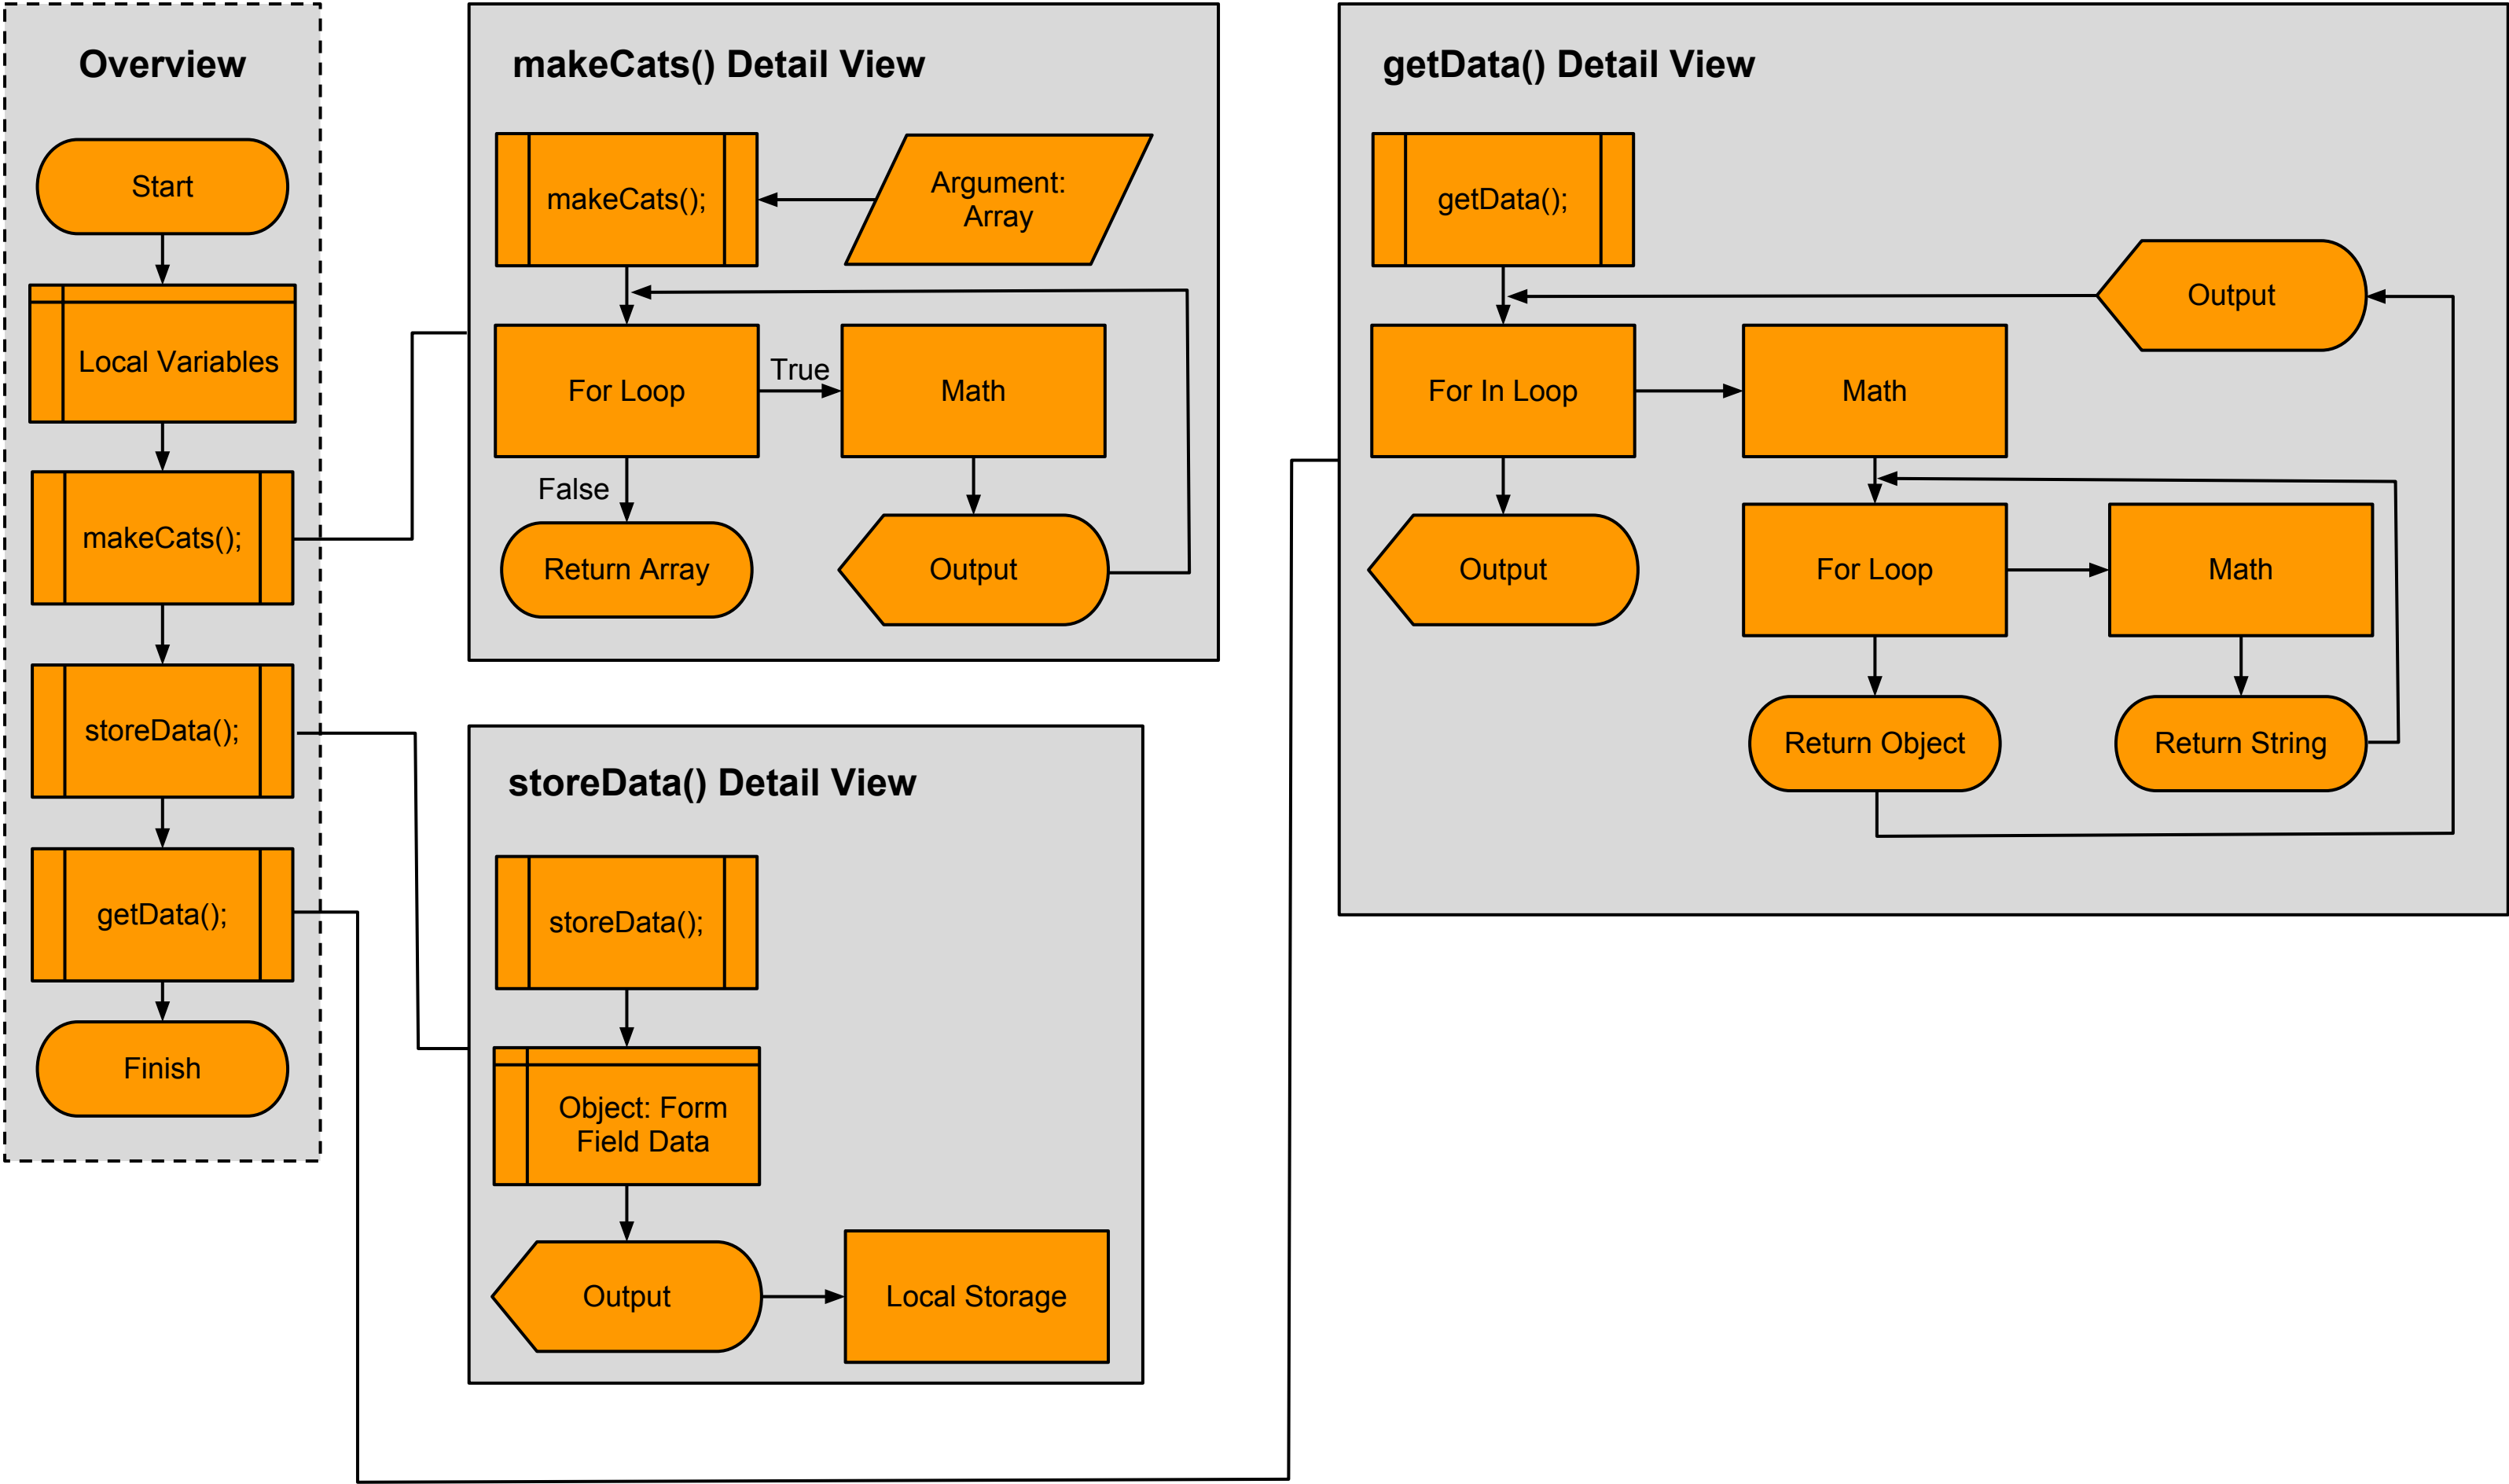 Overview
Start
Local Variables
makeCats();
storeData();
getData();
Finish
makeCats() Detail View
makeCats();
Argument:
Array
For Loop
True
Math
False
Return Array
Output
storeData() Detail View
storeData();
Object: Form
Field Data
Output
Local Storage
getData() Detail View
getData();
Output
For In Loop
Math
Output
For Loop
Math
Return Object
Return String